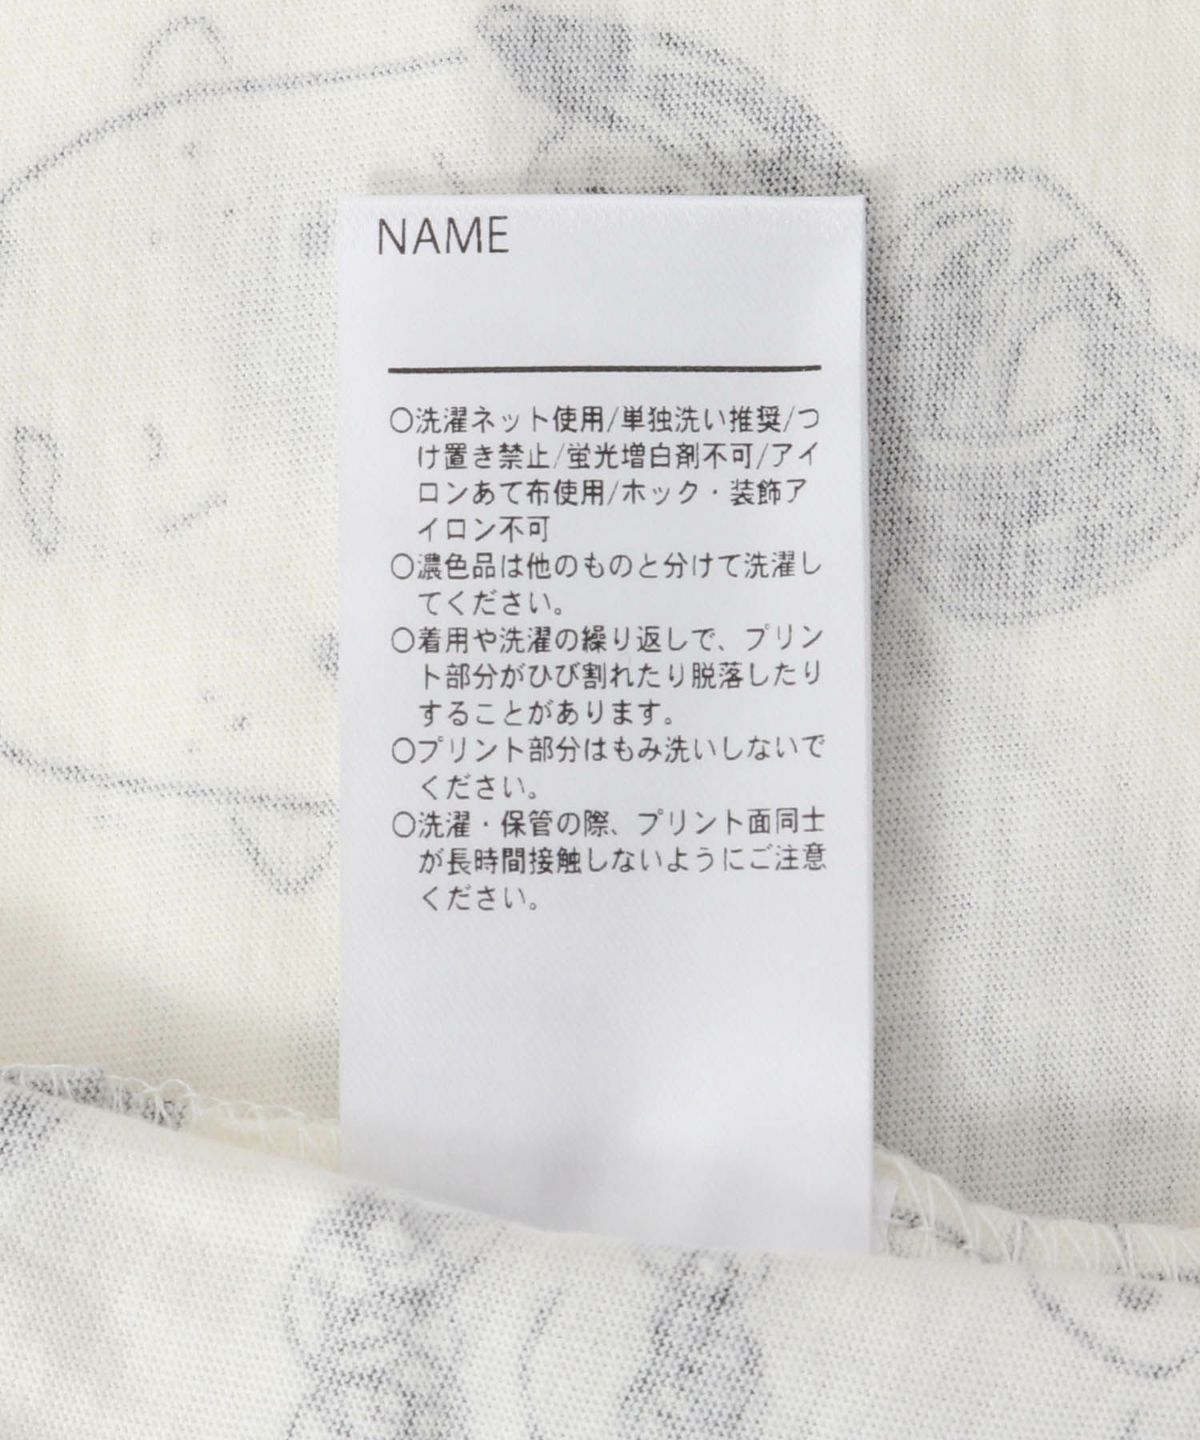 NAME
○洗濯ネット使用/単独洗い推奨/つ
け置き禁止/蛍光増白剤不可/アイ
ロンあて布使用/ホック・装飾ア
イロン不可
○濃色品は他のものと分けて洗濯し
てください。
○着用や洗濯の繰り返しで、プリン
ト部分がひび割れたり脱落したり
することがあります。
○プリント部分はもみ洗いしないで
ください。
○洗濯・保管の際、プリント面同士
が長時間接触しないようにご注意
ください。